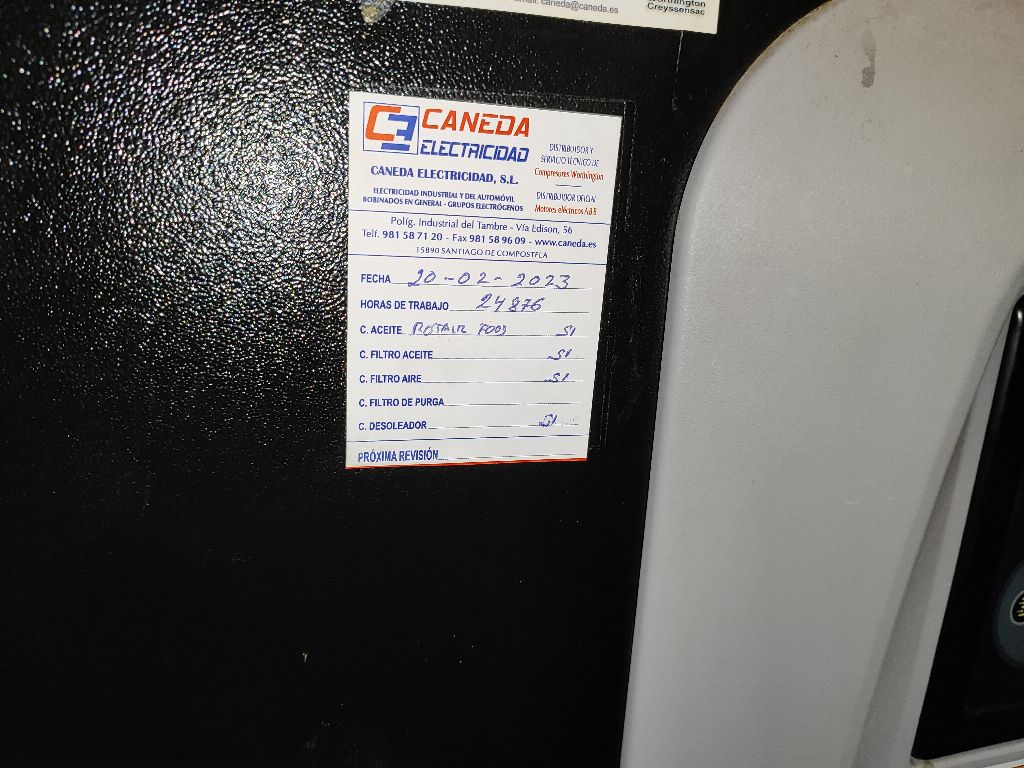 email: caneda@caneda.es
Worthington
Creyssensac
CANEDA
ELECTRICIDAD
CANEDA ELECTRICIDAD, S.L.
ELECTRICIDAD INDUSTRIAL Y DEL AUTOMÓVIL
BOBINADOS EN GENERAL - GRUPOS ELECTRÓGENOS
DISTRIBUIDOR Y
SERVICIO TÉCNICO DE
Compresores Worthington
DISTRIBUIDOR OFICIAL
Motores eléctricos A B B
Políg. Industrial del Tambre - Vía Edison, 56
Telf. 981 58 71 20 - Fax 981 58 96 09 - www.caneda.es
15890 SANTIAGO DE COMPOSTELA
FECHA 20-02-2023
HORAS DE TRABAJO 24876
C. ACEITE ROTAIR FOOD SI
C. FILTRO ACEITE SI
C. FILTRO AIRE SI
C. FILTRO DE PURGA
C. DESOLEADOR SI
PRÓXIMA REVISIÓN